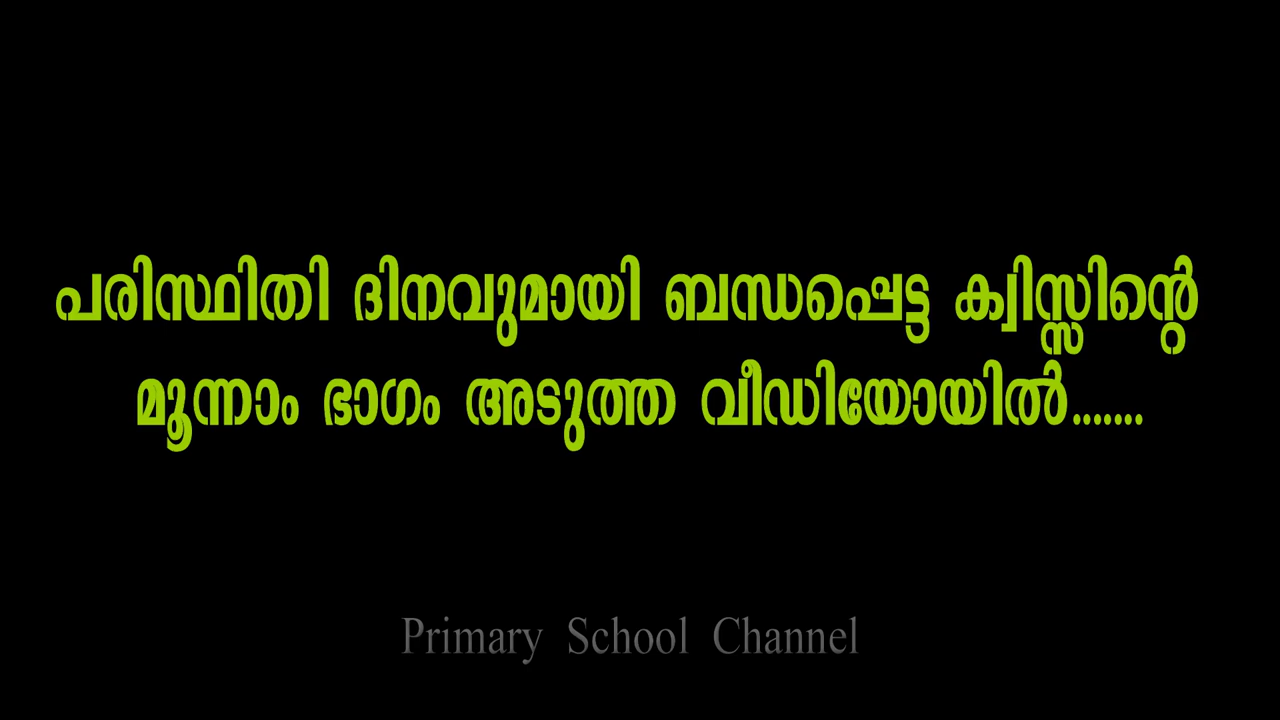 പരിസ്ഥിതി ദിനവുമായി ബന്ധപ്പെട്ട ക്വിസ്സിന്റെ
മൂന്നാം ഭാഗം അടുത്ത വീഡിയോയിൽ.......
Primary School Channel